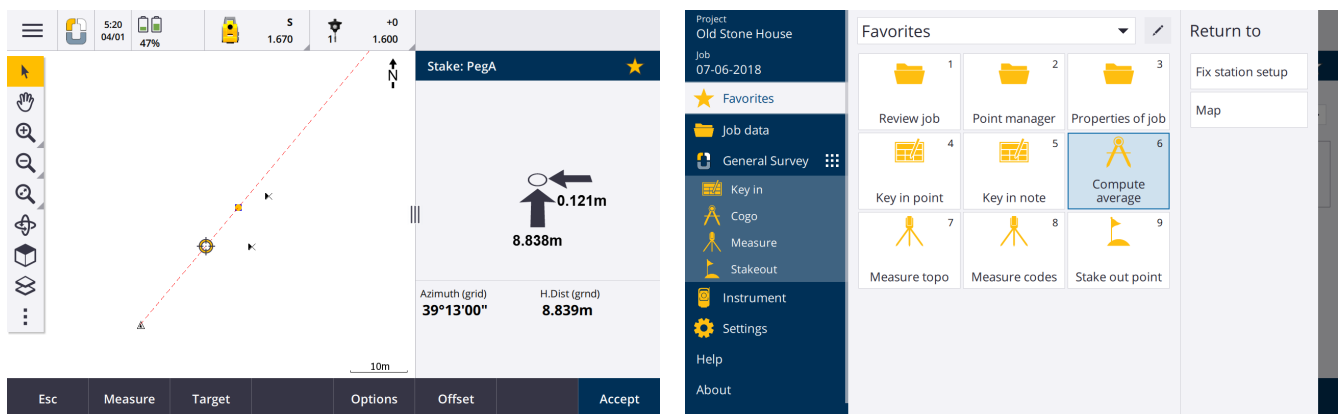 5:20
04/01
47%
S
1.670
1
+0
1.600
N
Stake: PegA
0.121m
8.838m
Azimuth (grid)
H.Dist (grnd)
39°13'00"
8.839m
10m
Esc
Measure
Target
Options
Offset
Accept
Project
Old Stone House
Job
07-06-2018
Favorites
Job data
General Survey
Key in
Cogo
Measure
Stakeout
Instrument
Settings
Help
About
Favorites
1
Review job
2
Point manager
3
Properties of job
4
Key in point
5
Key in note
6
Compute
average
7
Measure topo
8
Measure codes
9
Stake out point
Return to
Fix station setup
Map